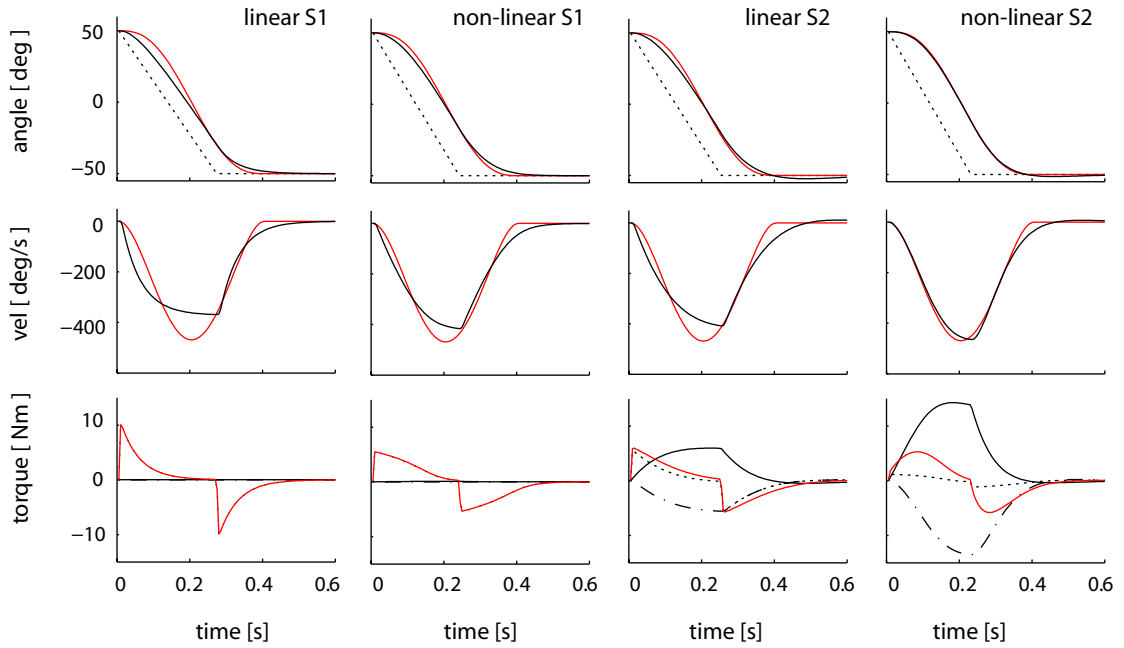 linear S1
non-linear S1
linear S2
non-linear S2
angle [ deg ]
50
0
−50
vel [ deg/s ]
0
−200
−400
torque [ Nm ]
10
0
−10
0 0.2 0.4 0.6
0 0.2 0.4 0.6
0 0.2 0.4 0.6
0 0.2 0.4 0.6
time [s]
time [s]
time [s]
time [s]